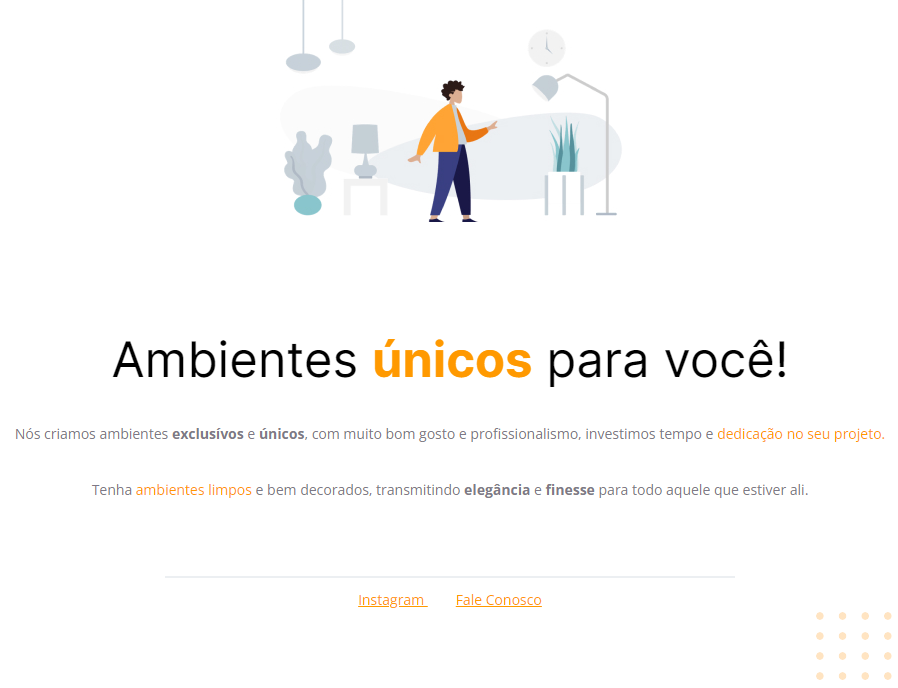 Ambientes únicos para você!
Nós criamos ambientes exclusívos e únicos, com muito bom gosto e profissionalismo, investimos tempo e dedicação no seu projeto.
Tenha ambientes limpos e bem decorados, transmitindo elegância e finesse para todo aquele que estiver ali.
Instagram Fale Conosco